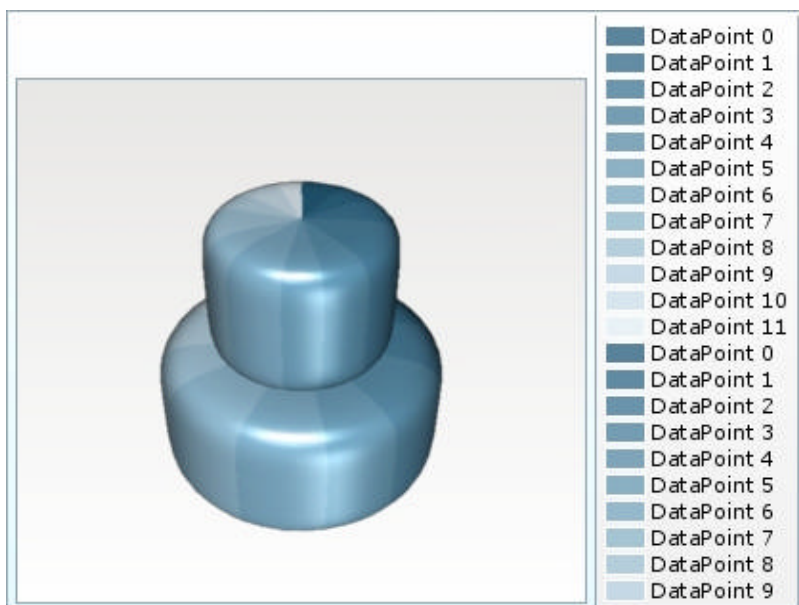 DataPoint 0
DataPoint 1
DataPoint 2
DataPoint 3
DataPoint 4
DataPoint 5
DataPoint 6
DataPoint 7
DataPoint 8
DataPoint 9
DataPoint 10
DataPoint 11
DataPoint 0
DataPoint 1
DataPoint 2
DataPoint 3
DataPoint 4
DataPoint 5
DataPoint 6
DataPoint 7
DataPoint 8
DataPoint 9